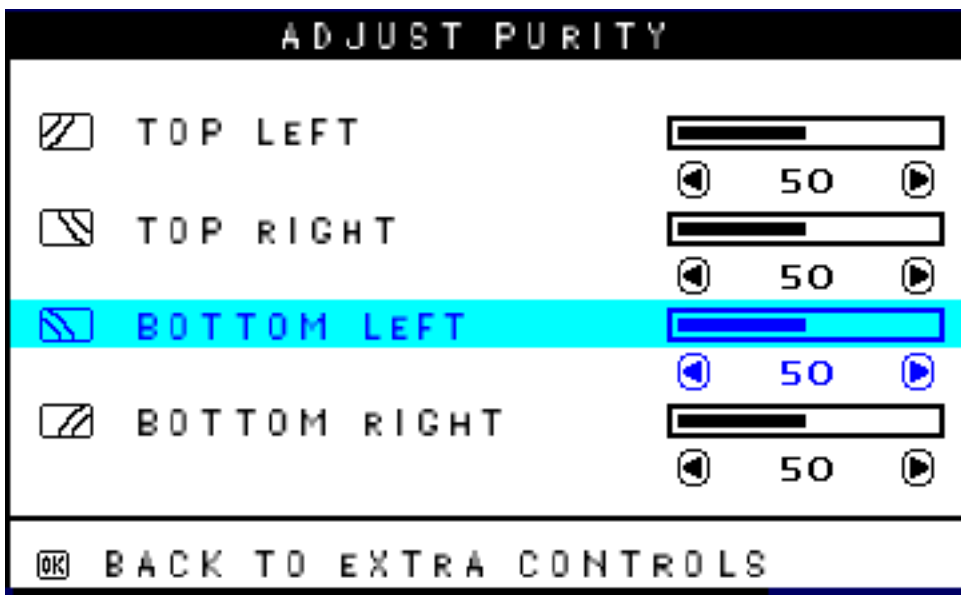 ADJUST PURITY
TOP LEFT
50
TOP RIGHT
50
BOTTOM LEFT
50
BOTTOM RIGHT
50
OK BACK TO EXTRA CONTROLS